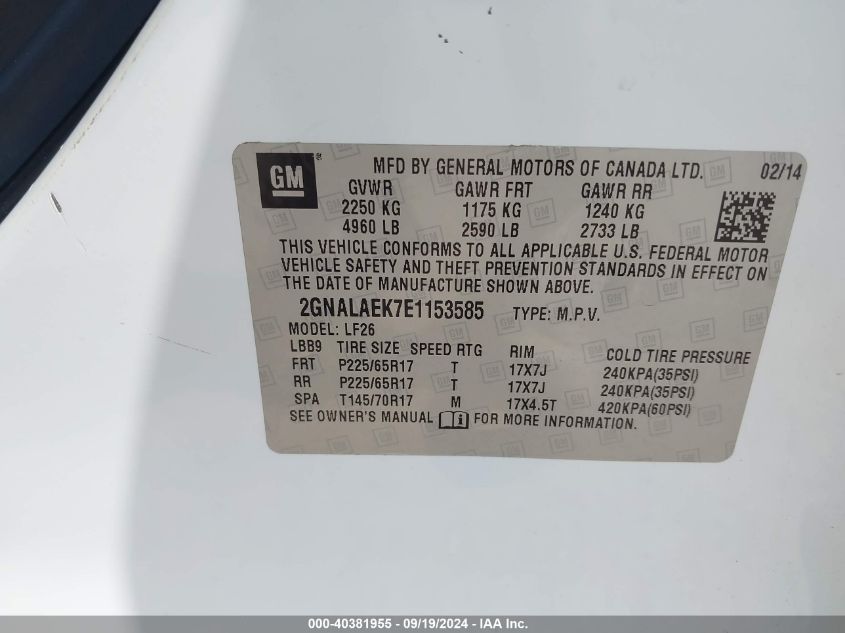 GM ® MFD BY GENERAL MOTORS OF CANADA LTD. 02/14
GVWR GAWR FRT GAWR RR
2250 KG 1175 KG 1240 KG
4960 LB 2590 LB 2733 LB
THIS VEHICLE CONFORMS TO ALL APPLICABLE U.S. FEDERAL MOTOR
VEHICLE SAFETY AND THEFT PREVENTION STANDARDS IN EFFECT ON
THE DATE OF MANUFACTURE SHOWN ABOVE.
2GNALAEK7E1153585 TYPE: M.P.V.
MODEL: LF26
LBB9 TIRE SIZE SPEED RTG RIM COLD TIRE PRESSURE
FRT P225/65R17 T 17X7J 240KPA(35PSI)
RR P225/65R17 T 17X7J 240KPA(35PSI)
SPA T145/70R17 M 17X4.5T 420KPA(60PSI)
SEE OWNER'S MANUAL FOR MORE INFORMATION.
000-40381955 - 09/19/2024 - IAA Inc.